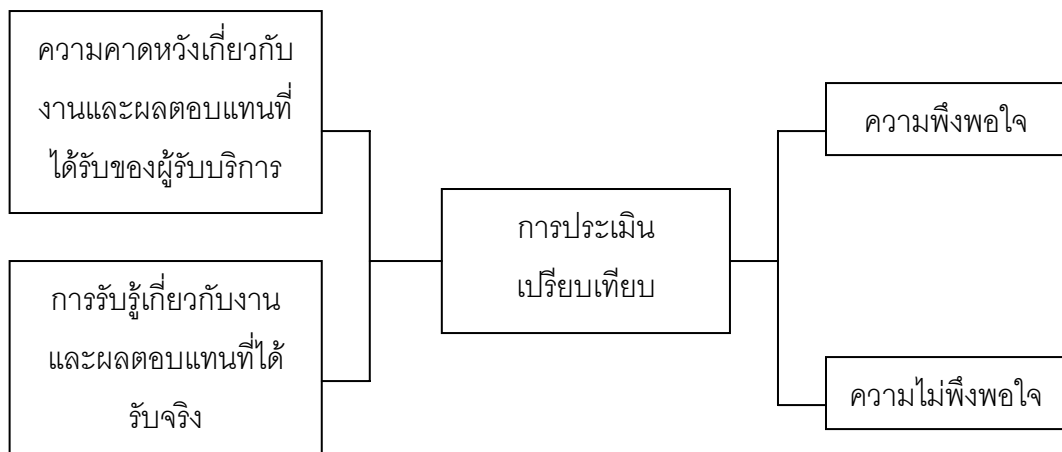 ความคาดหวังเกี่ยวกับ
งานและผลตอบแทนที่
ได้รับของผู้รับบริการ
การรับรู้เกี่ยวกับงาน
และผลตอบแทนที่ได้
รับจริง
การประเมิน
เปรียบเทียบ
ความพึงพอใจ
ความไม่พึงพอใจ